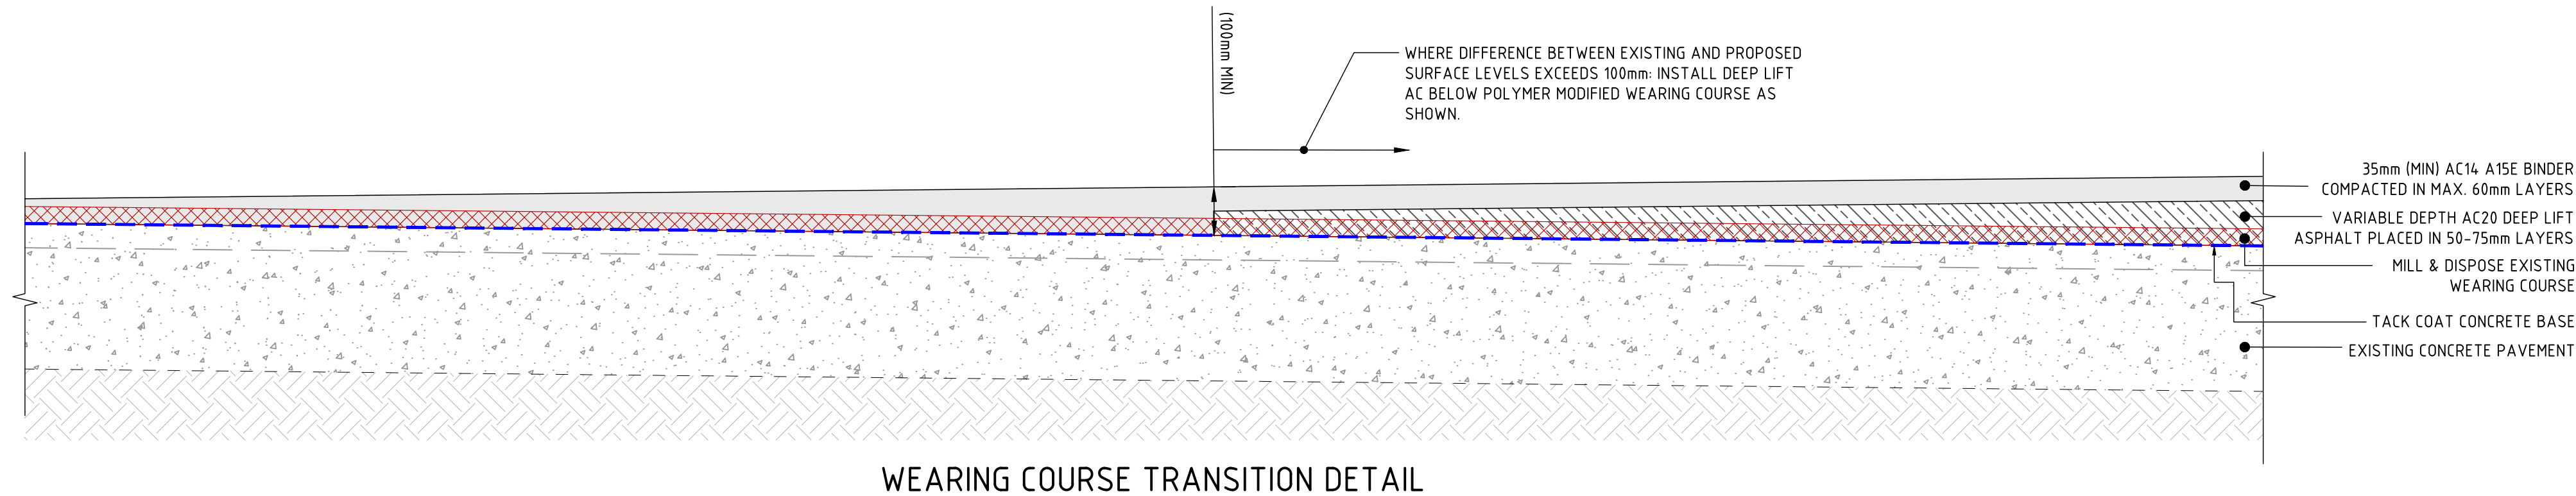 (100mm MIN)
WHERE DIFFERENCE BETWEEN EXISTING AND PROPOSED
SURFACE LEVELS EXCEEDS 100mm: INSTALL DEEP LIFT
AC BELOW POLYMER MODIFIED WEARING COURSE AS
SHOWN.
35mm (MIN) AC14 A15E BINDER
COMPACTED IN MAX. 60mm LAYERS
VARIABLE DEPTH AC20 DEEP LIFT
ASPHALT PLACED IN 50-75mm LAYERS
MILL & DISPOSE EXISTING
WEARING COURSE
TACK COAT CONCRETE BASE
EXISTING CONCRETE PAVEMENT
WEARING COURSE TRANSITION DETAIL